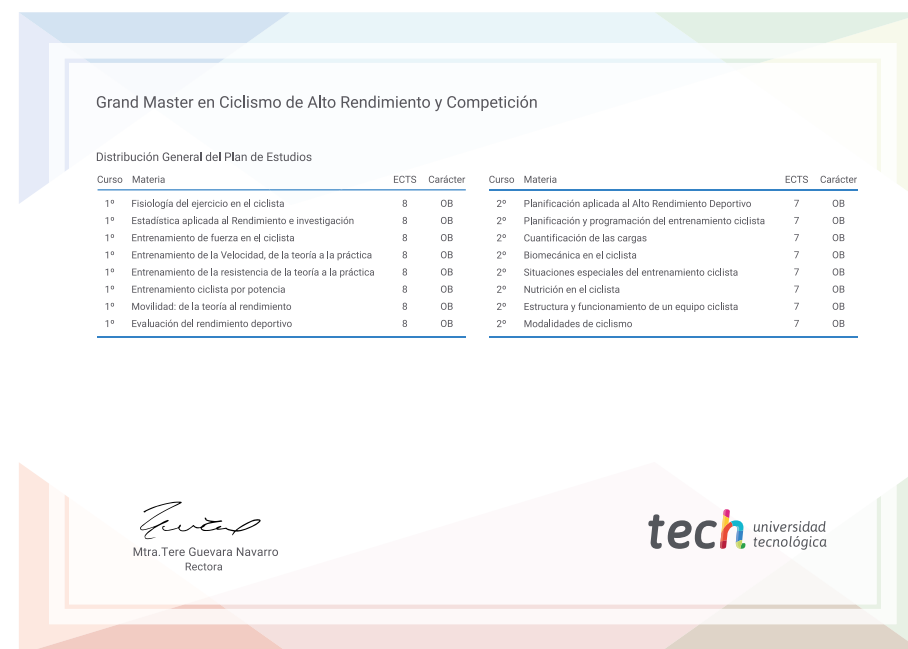 Grand Master en Ciclismo de Alto Rendimiento y Competición
Distribución General del Plan de Estudios
Curso Materia ECTS Carácter
1º Fisiología del ejercicio en el ciclista 8 OB
1º Estadística aplicada al Rendimiento e investigación 8 OB
1º Entrenamiento de fuerza en el ciclista 8 OB
1º Entrenamiento de la Velocidad, de la teoría a la práctica 8 OB
1º Entrenamiento de la resistencia de la teoría a la práctica 8 OB
1º Entrenamiento ciclista por potencia 8 OB
1º Movilidad: de la teoría al rendimiento 8 OB
1º Evaluación del rendimiento deportivo 8 OB
Curso Materia ECTS Carácter
2º Planificación aplicada al Alto Rendimiento Deportivo 7 OB
2º Planificación y programación del entrenamiento ciclista 7 OB
2º Cuantificación de las cargas 7 OB
2º Biomecánica en el ciclista 7 OB
2º Situaciones especiales del entrenamiento ciclista 7 OB
2º Nutrición en el ciclista 7 OB
2º Estructura y funcionamiento de un equipo ciclista 7 OB
2º Modalidades de ciclismo 7 OB
Mtra.Tere Guevara Navarro
Rectora
tech universidad
tecnológica